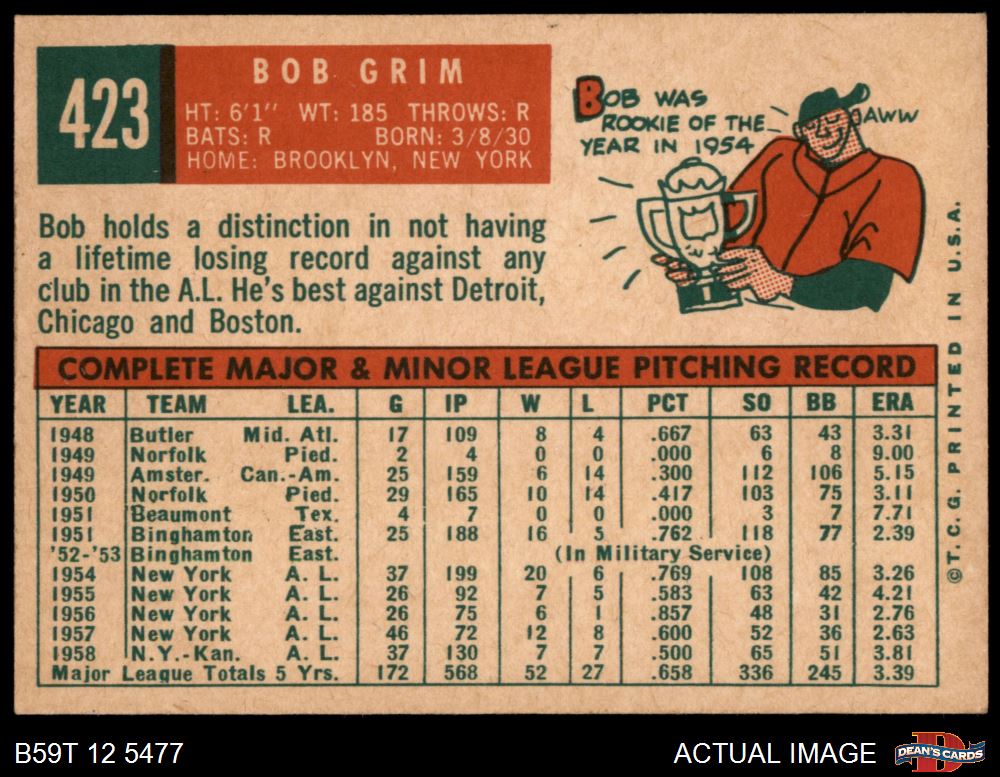 423
BOB GRIM
HT: 6'1" WT: 185 THROWS: R
BATS: R BORN: 3/8/30
HOME: BROOKLYN, NEW YORK
BOB WAS
ROOKIE OF THE
YEAR IN 1954
AWW
1
Bob holds a distinction in not having
a lifetime losing record against any
club in the A.L. He's best against Detroit,
Chicago and Boston.
COMPLETE MAJOR & MINOR LEAGUE PITCHING RECORD
YEAR TEAM LEA. G IP W L PCT SO BB ERA
1948 Butler Mid. Atl. 17 109 8 4 .667 63 43 3.31
1949 Norfolk Pied. 2 4 0 0 .000 6 8 9.00
1949 Amster. Can.-Am. 25 159 6 14 .300 112 106 5.15
1950 Norfolk Pied. 29 165 10 14 .417 103 75 3.11
1951 Beaumont Tex. 4 7 0 0 .000 3 7 7.71
1951 Binghamton East. 25 188 16 5 .762 118 77 2.39
'52-'53 Binghamton East. (In Military Service)
1954 New York A. L. 37 199 20 6 .769 108 85 3.26
1955 New York A. L. 26 92 7 5 .583 63 42 4.21
1956 New York A. L. 26 75 6 1 .857 48 31 2.76
1957 New York A. L. 46 72 12 8 .600 52 36 2.63
1958 N.Y.-Kan. A. L. 37 130 7 7 .500 65 51 3.81
Major League Totals 5 Yrs. 172 568 52 27 .658 336 245 3.39
©T.C.G. PRINTED IN U.S.A.
B59T 12 5477
ACTUAL IMAGE
D
DEAN'S CARDS